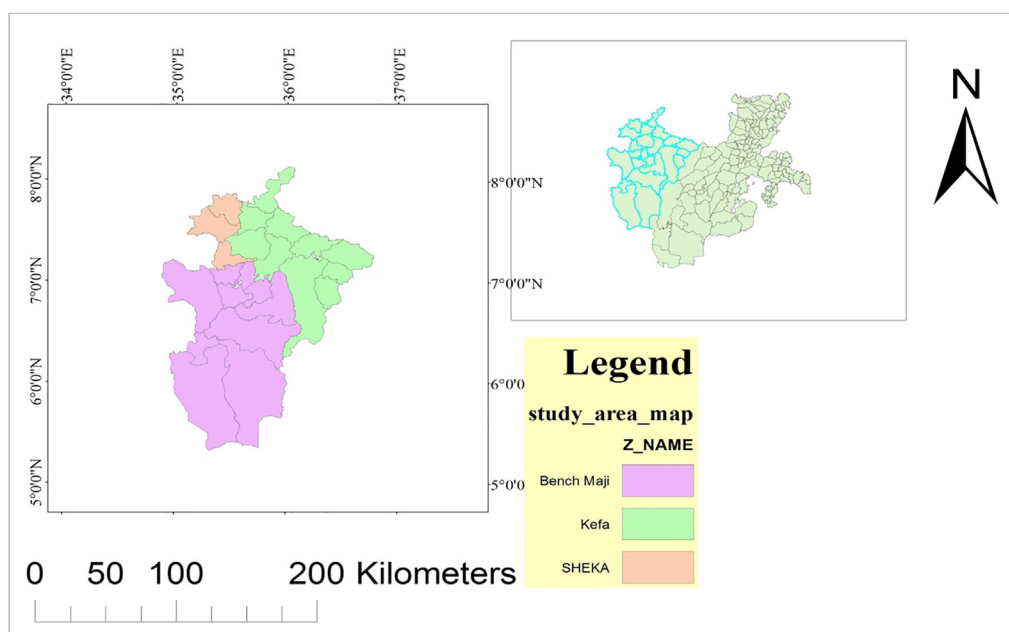 34°0'0"E
35°0'0"E
36°0'0"E
37°0'0"E
N
8°0'0"N
8°0'0"N
7°0'0"N
7°0'0"N
6°0'0"N
6°0'0
5°0'0"N
5°0'0
Legend
study_area_map
Z_NAME
Bench Maji
Kefa
SHEKA
0 50 100 200 Kilometers